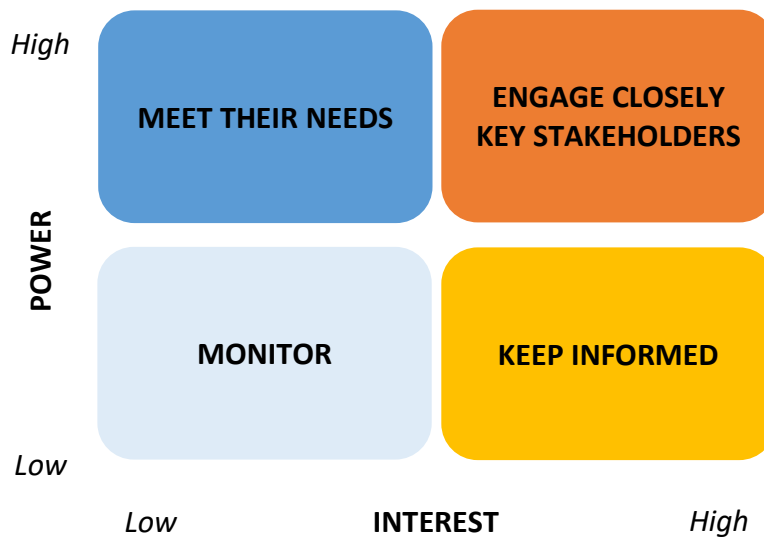 High
MEET THEIR NEEDS
ENGAGE CLOSELY
KEY STAKEHOLDERS
POWER
MONITOR
KEEP INFORMED
Low
Low
INTEREST
High